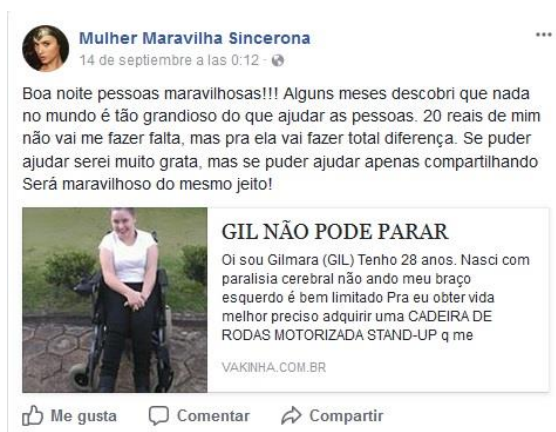 Mulher Maravilha Sincerona
14 de septiembre a las 0:12 ·
Boa noite pessoas maravilhosas!!! Alguns meses descobri que nada
no mundo é tão grandioso do que ajudar as pessoas. 20 reais de mim
não vai me fazer falta, mas pra ela vai fazer total diferença. Se puder
ajudar serei muito grata, mas se puder ajudar apenas compartilhando
Será maravilhoso do mesmo jeito!
GIL NÃO PODE PARAR
Oi sou Gilmara (GIL) Tenho 28 anos. Nasci com
paralisia cerebral não ando meu braço
esquerdo é bem limitado Pra eu obter vida
melhor preciso adquirir uma CADEIRA DE
RODAS MOTORIZADA STAND-UP q me
VAKINHA.COM.BR
Me gusta Comentar Compartir